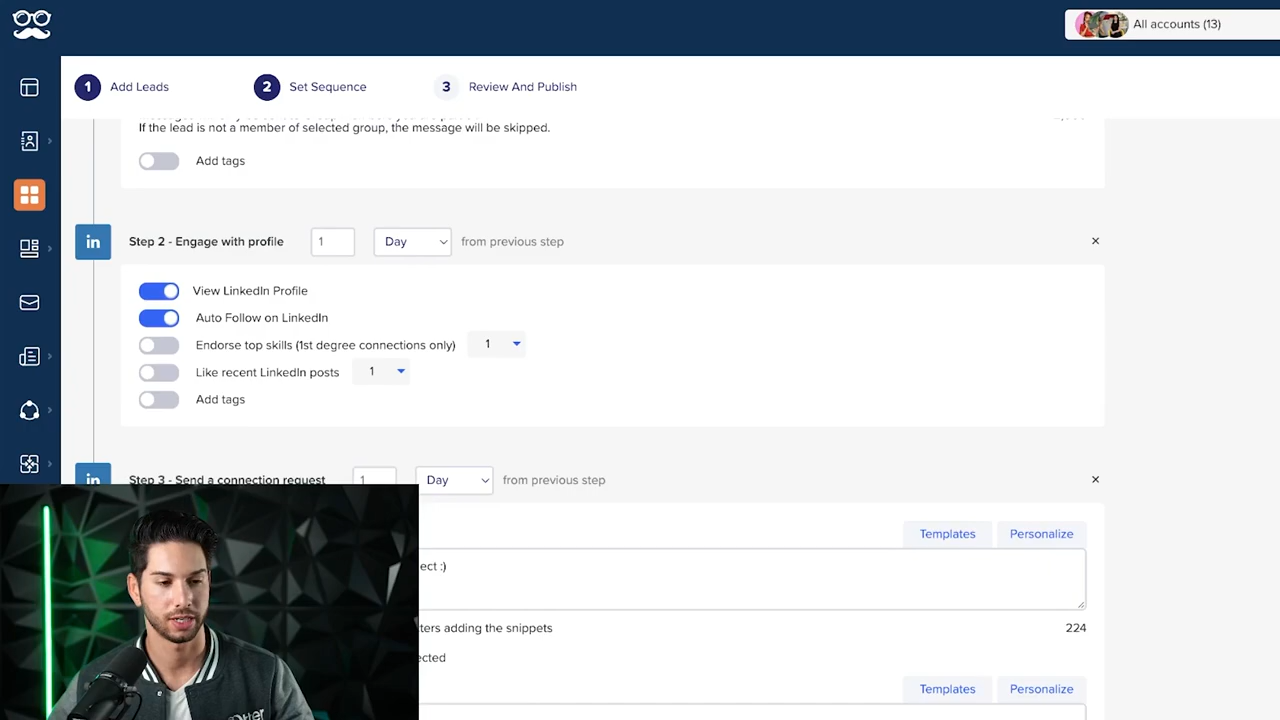 All accounts (13)
1 Add Leads 2 Set Sequence 3 Review And Publish
If the lead is not a member of selected group, the message will be skipped.
Add tags
in Step 2 - Engage with profile 1 Day from previous step ×
View LinkedIn Profile
Auto Follow on LinkedIn
Endorse top skills (1st degree connections only) 1
Like recent LinkedIn posts 1
Add tags
in Step 3 - Send a connection request 1 Day from previous step ×
Templates Personalize
ect :)
ters adding the snippets 224
ected
Templates Personalize